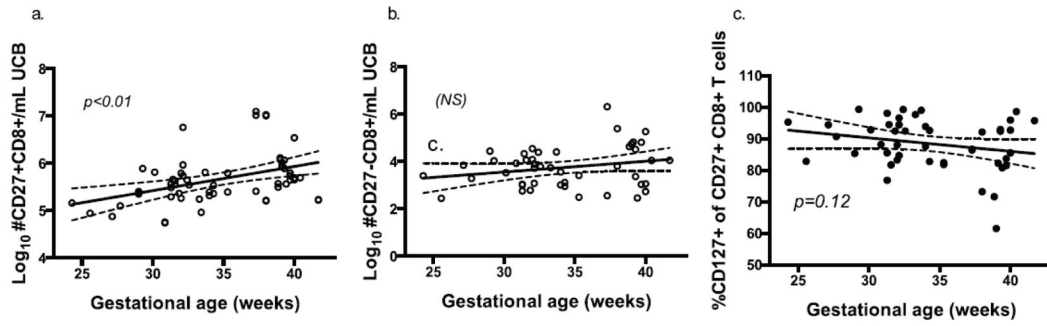 a.
Log10 #CD27+CD8+/mL UCB
8
7
6
5
4
p<0.01
25
30
35
40
Gestational age (weeks)
b.
Log10 #CD27-CD8+/mL UCB
8
6
4
2
0
(NS)
C.
25
30
35
40
Gestational age (weeks)
c.
%CD127+ of CD27+ CD8+ T cells
110
100
90
80
70
60
50
p=0.12
25
30
35
40
Gestational age (weeks)